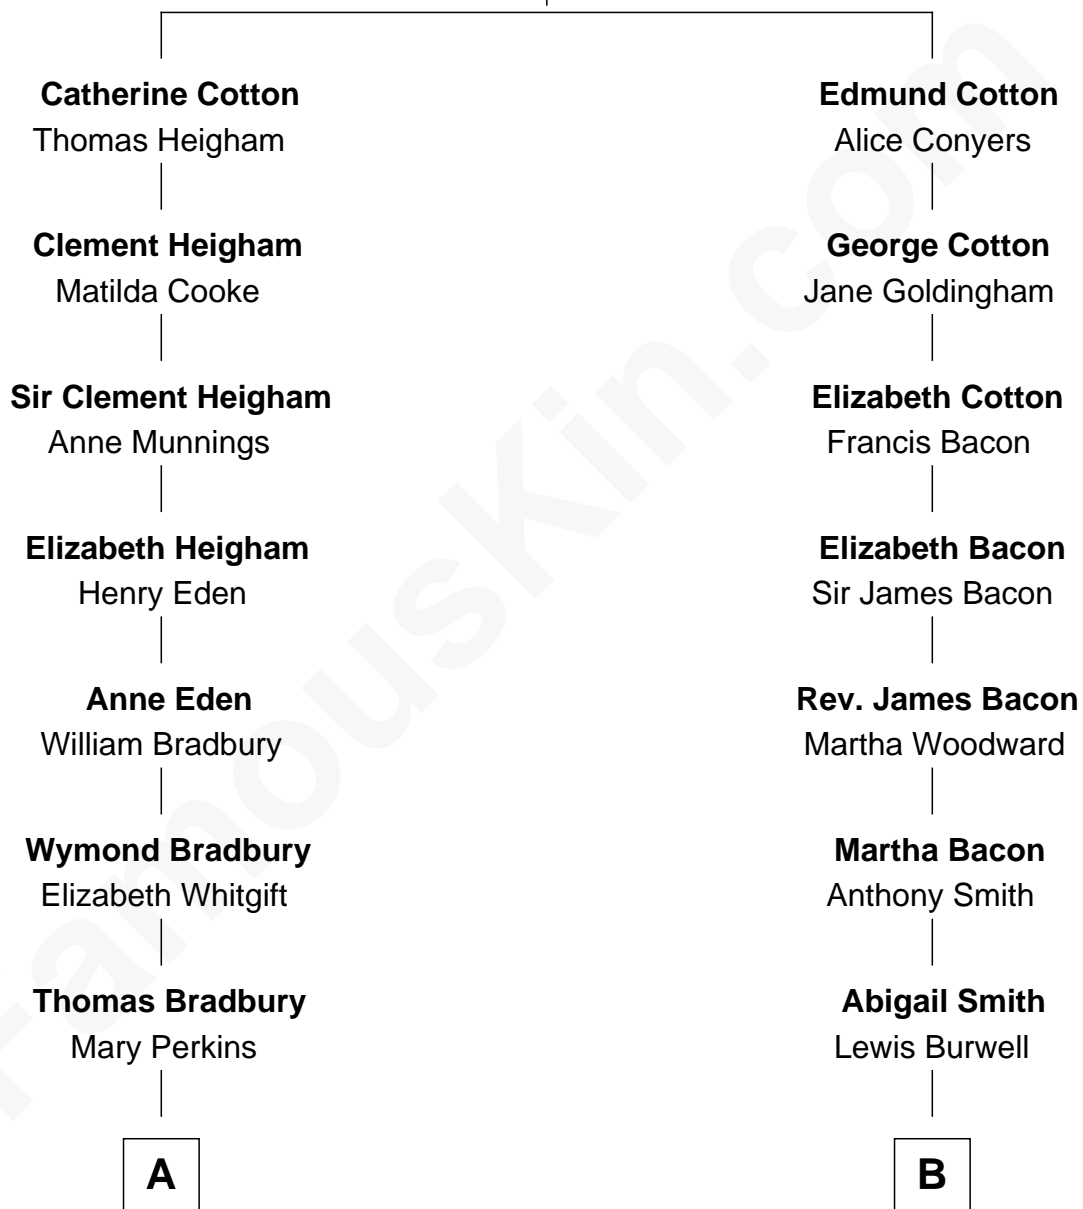 Catherine Cotton
Thomas Heigham
Clement Heigham
Matilda Cooke
Sir Clement Heigham
Anne Munnings
Elizabeth Heigham
Henry Eden
Anne Eden
William Bradbury
Wymond Bradbury
Elizabeth Whitgift
Thomas Bradbury
Mary Perkins
A
Edmund Cotton
Alice Conyers
George Cotton
Jane Goldingham
Elizabeth Cotton
Francis Bacon
Elizabeth Bacon
Sir James Bacon
Rev. James Bacon
Martha Woodward
Martha Bacon
Anthony Smith
Abigail Smith
Lewis Burwell
B
FamousKin.com